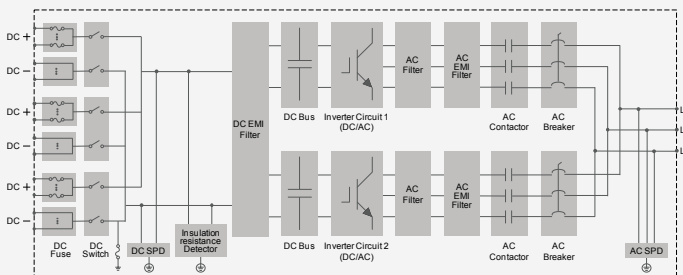 DC +
DC −
DC +
DC −
DC +
DC −
DC
Fuse
DC
Switch
DC SPD
Insulation
resistance
Detector
DC EMI
Filter
DC Bus
Inverter Circuit 1
(DC/AC)
AC
Filter
AC
EMI
Filter
AC
Contactor
AC
Breaker
DC Bus
Inverter Circuit 2
(DC/AC)
AC
Filter
AC
EMI
Filter
AC
Contactor
AC
Breaker
AC SPD